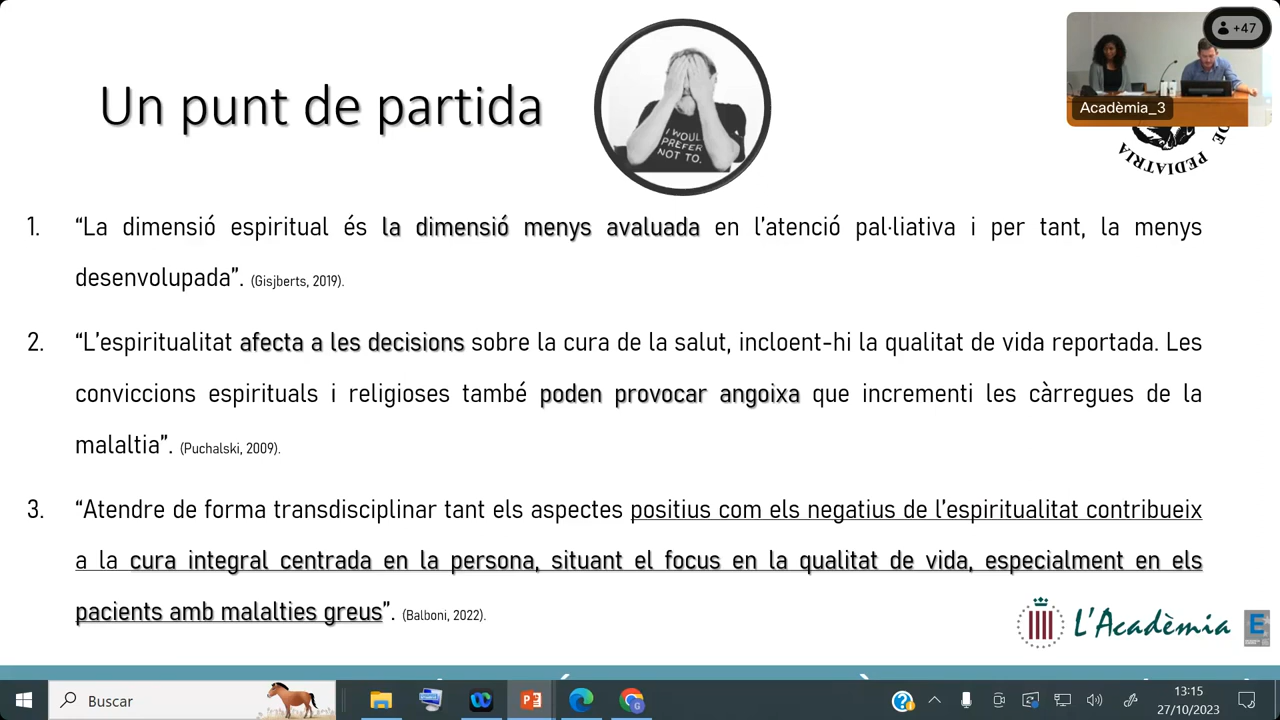 +47
Acadèmia_3
Un punt de partida
I WOUL
PREFER
NOT TO.
DE PEDIATRIA
1. “La dimensió espiritual és la dimensió menys avaluada en l’atenció pal·liativa i per tant, la menys
desenvolupada”. (Gisjberts, 2019).
2. “L’espiritualitat afecta a les decisions sobre la cura de la salut, incloent-hi la qualitat de vida reportada. Les
conviccions espirituals i religioses també poden provocar angoixa que incrementi les càrregues de la
malaltia”. (Puchalski, 2009).
3. “Atendre de forma transdisciplinar tant els aspectes positius com els negatius de l’espiritualitat contribueix
a la cura integral centrada en la persona, situant el focus en la qualitat de vida, especialment en els
pacients amb malalties greus”. (Balboni, 2022).
L'Acadèmia
E
Buscar
13:15
27/10/2023